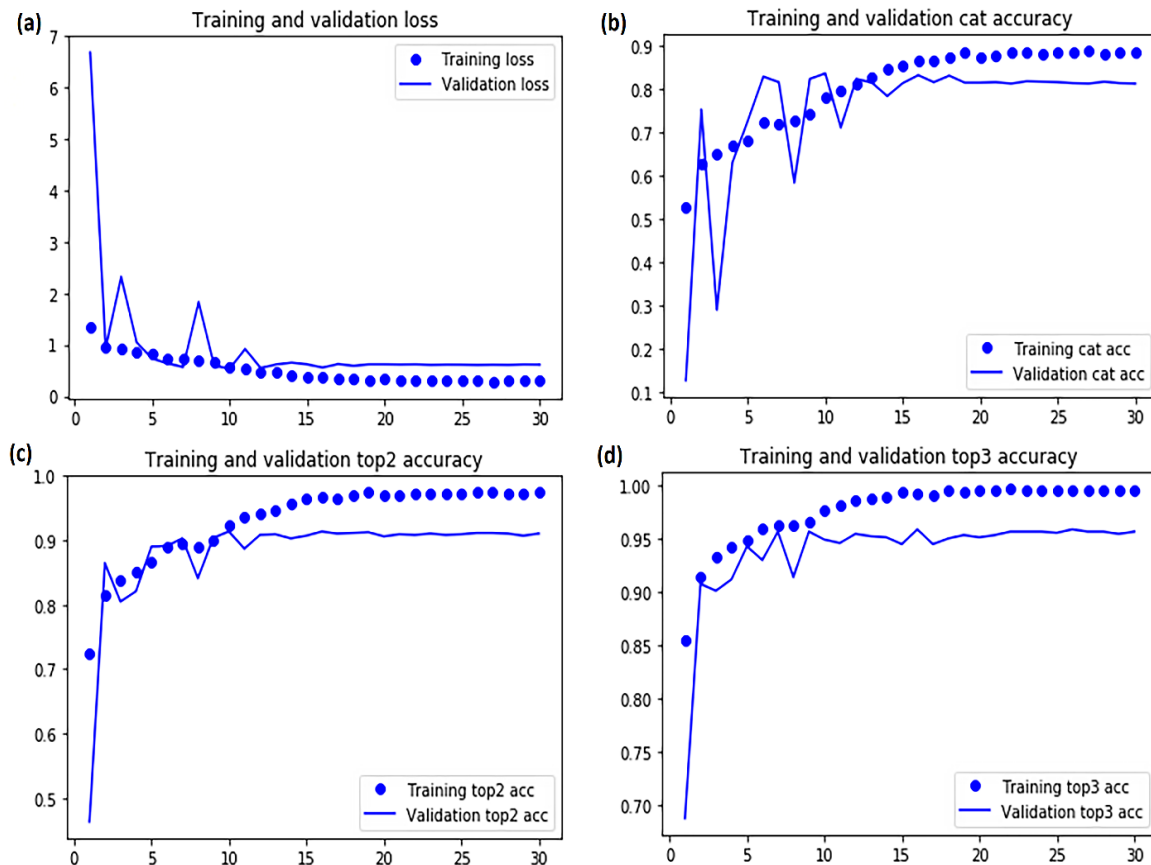 (a)
Training and validation loss
7
6
5
4
3
2
1
0
Training loss
Validation loss
0 5 10 15 20 25 30
(b)
Training and validation cat accuracy
0.9
0.8
0.7
0.6
0.5
0.4
0.3
0.2
0.1
Training cat acc
Validation cat acc
0 5 10 15 20 25 30
(c)
Training and validation top2 accuracy
1.0
0.9
0.8
0.7
0.6
0.5
Training top2 acc
Validation top2 acc
0 5 10 15 20 25 30
(d)
Training and validation top3 accuracy
1.00
0.95
0.90
0.85
0.80
0.75
0.70
Training top3 acc
Validation top3 acc
0 5 10 15 20 25 30